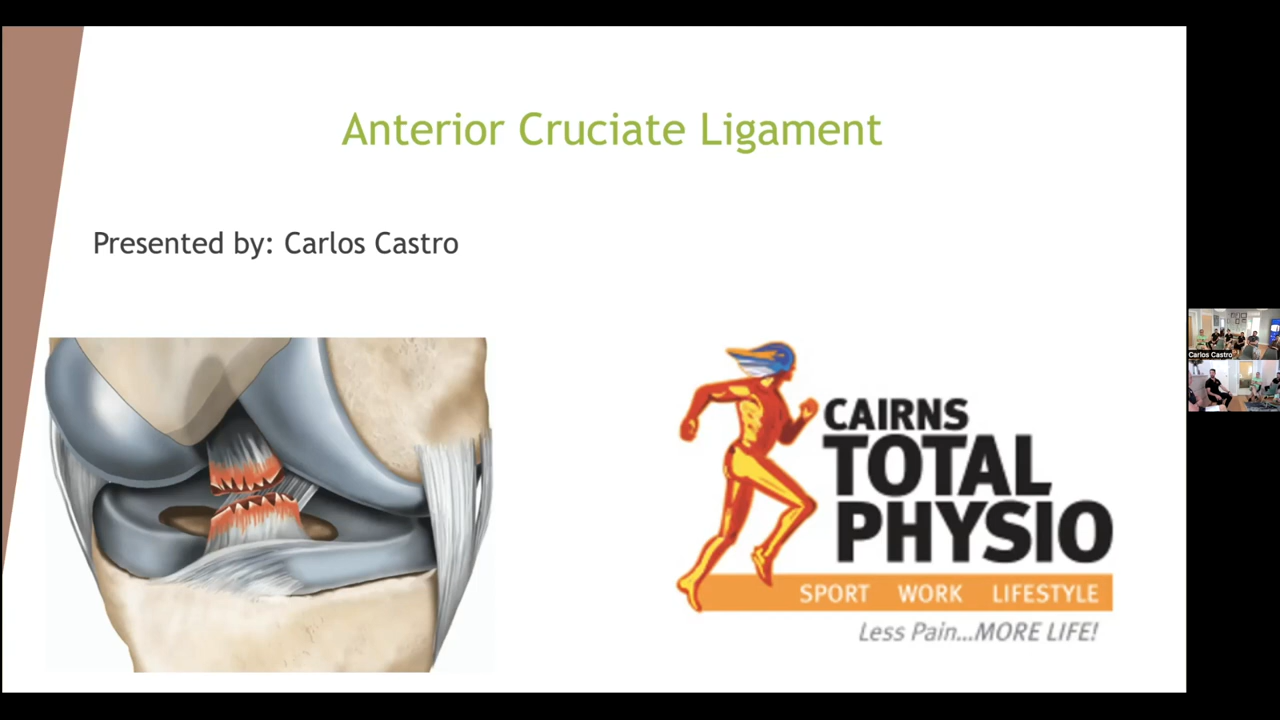 Anterior Cruciate Ligament
Presented by: Carlos Castro
CAIRNS
TOTAL
PHYSIO
SPORT WORK LIFESTYLE
Less Pain...MORE LIFE!
Carlos Castro